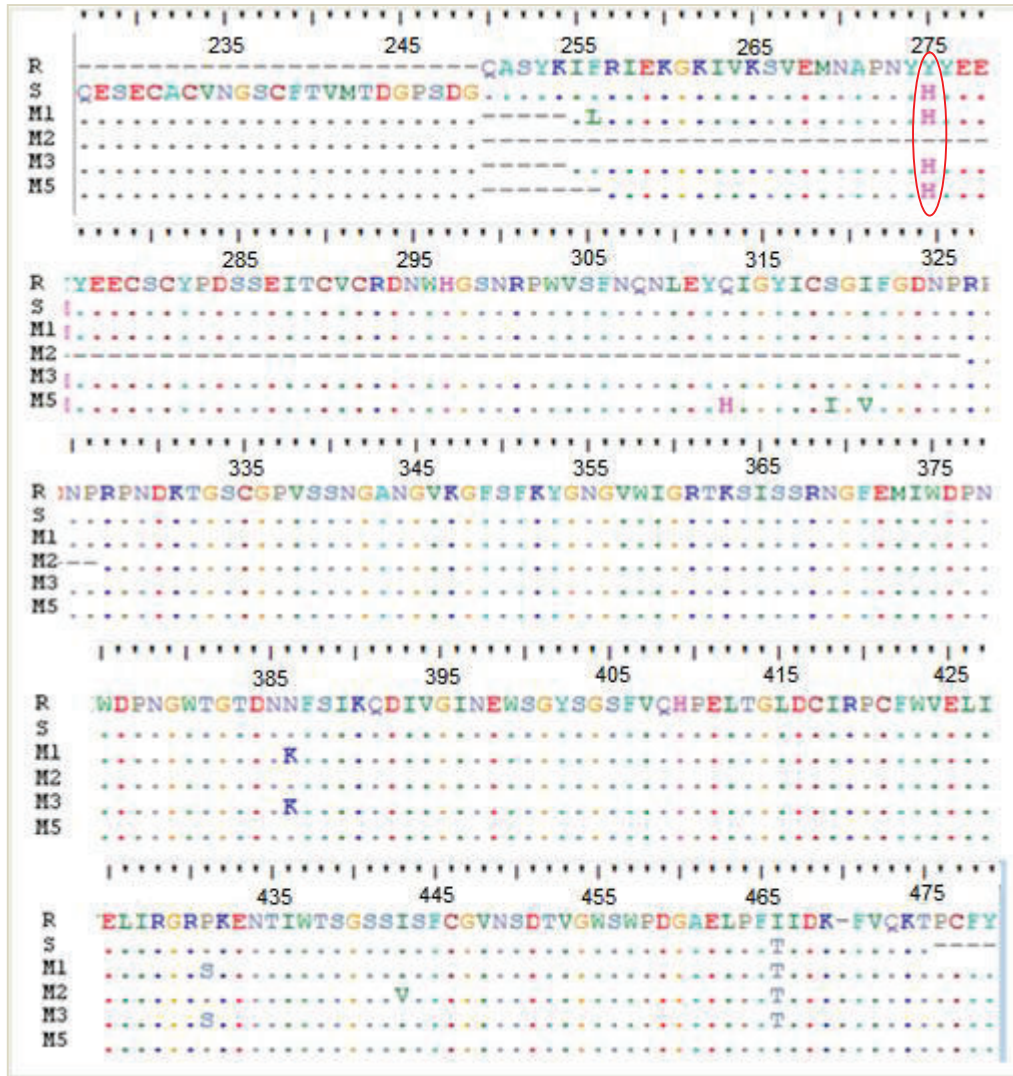 235 245 255 265 275
R -----------------------QASYKIFRIEKGKIVKSVEMNAPNYYYEE
S QESECACVNGSCFTVMTDGPSDG..........................H...
M1 .......................-----.L...................H...
M2 .......................------------------------------
M3 .......................-----.....................H...
M5 .......................-------...................H...
285 295 305 315 325
R YEECSCYPDSSEITCVCRDNWHGSNRPWVSFNQNLEYQIGYICSGIFGDNPR
S ....................................................
M1 ....................................................
M2 ---------------------------------------------------.
M3 ....................................................
M5 .....................................H.....I.V......
335 345 355 365 375
R NPRPNDKTGSCGPVSSNGANGVKGFSFKYGNGVWIGRTKSISSRNGFEMIWDPN
S ......................................................
M1 ......................................................
M2 --....................................................
M3 ......................................................
M5 ......................................................
385 395 405 415 425
R WDPNGWTGTDNNFSIKQDIVGINEWSGYSGSFVQHPELTGLDCIRPCFWVELI
S .....................................................
M1 ...........K.........................................
M2 .....................................................
M3 ...........K.........................................
M5 .....................................................
435 445 455 465 475
R ELIRGRPKENTIWTSGSSISFCGVNSDTVGWSWPDGAELPFIIDK-FVQKTPCFY
S .........................................T.........----
M1 ......S..................................T.............
M2 ..................V......................T.............
M3 ......S..................................T.............
M5 .......................................................